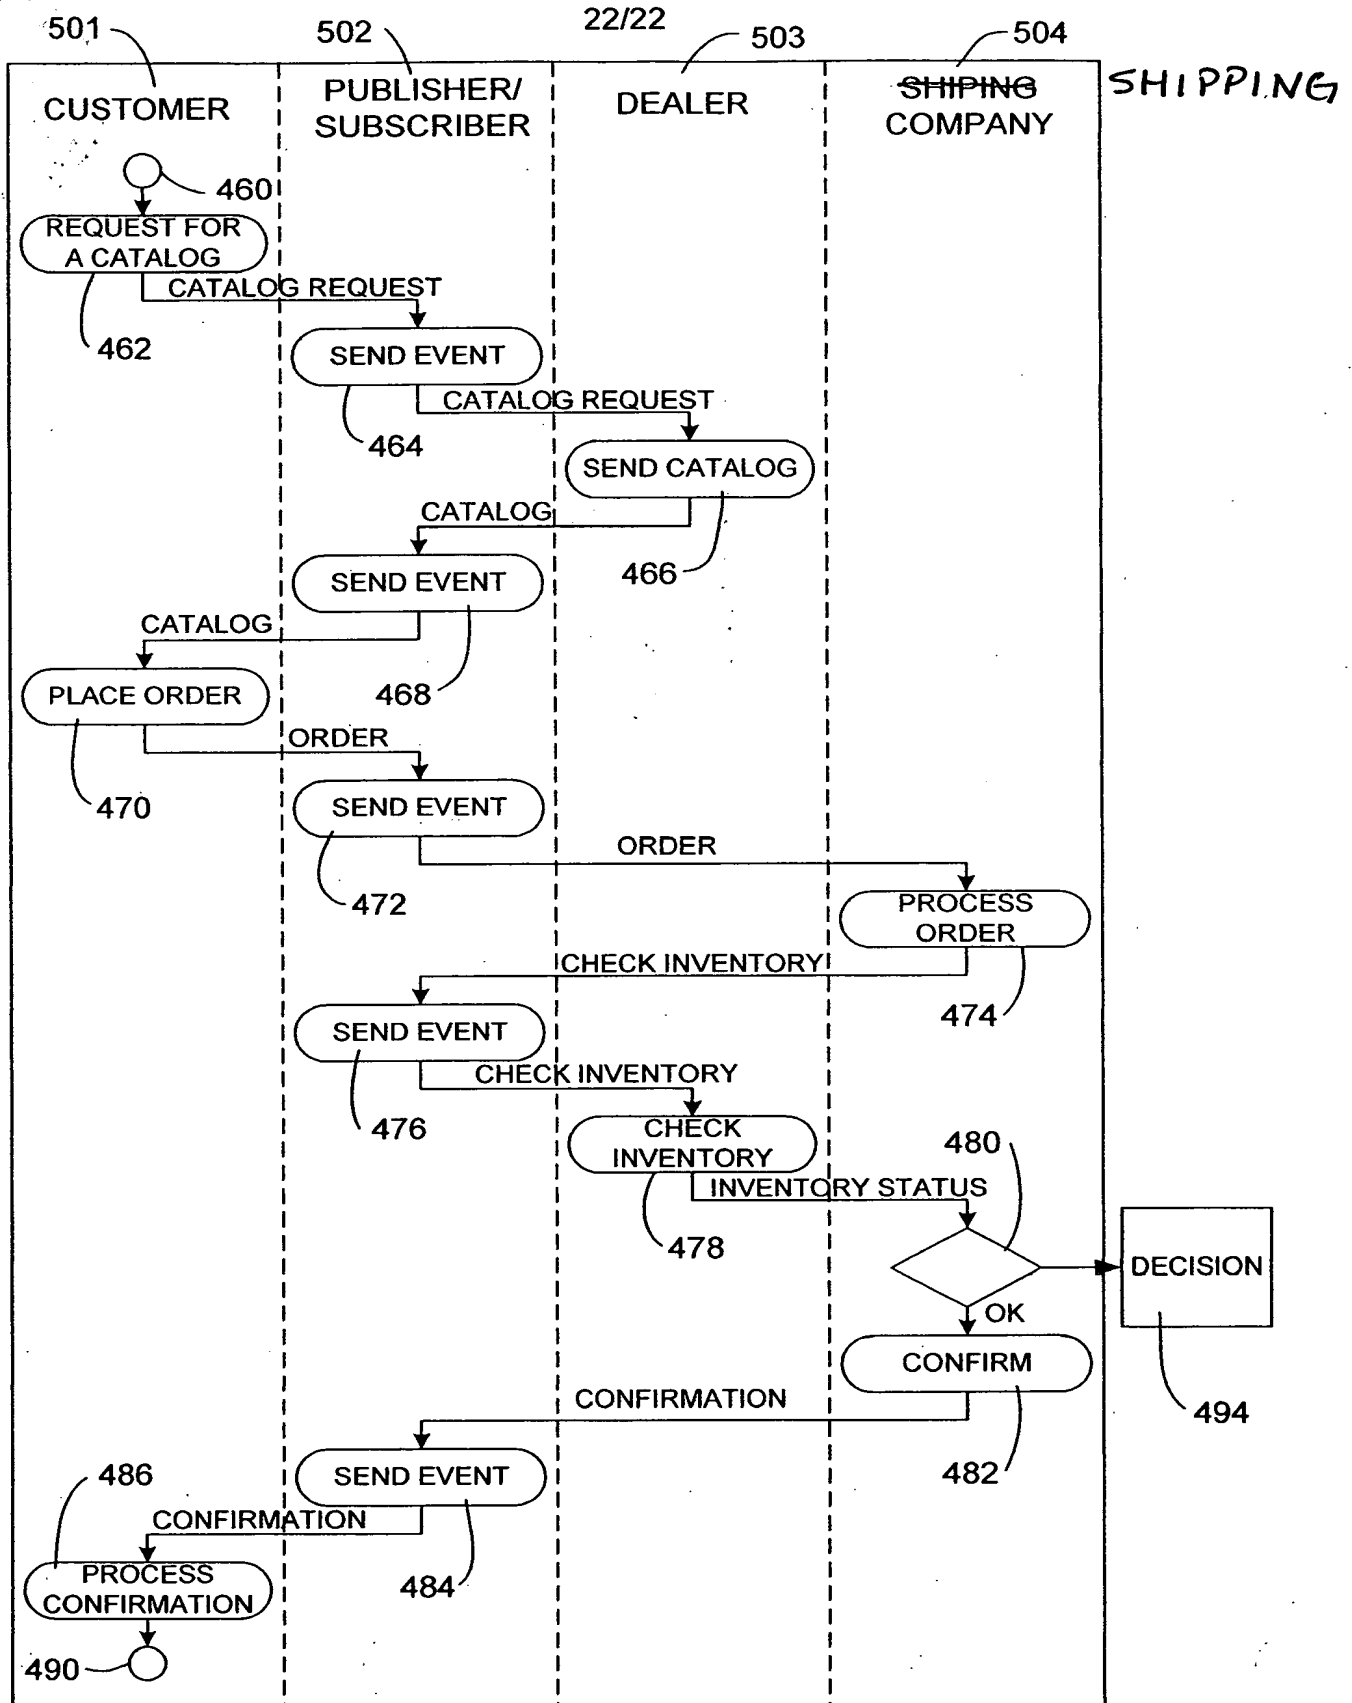 22/22
501
502
503
504
CUSTOMER
PUBLISHER/
SUBSCRIBER
DEALER
SHIPING
COMPANY
SHIPPING
460
REQUEST FOR
A CATALOG
CATALOG REQUEST
462
SEND EVENT
CATALOG REQUEST
464
SEND CATALOG
CATALOG
466
SEND EVENT
CATALOG
468
PLACE ORDER
ORDER
470
SEND EVENT
ORDER
472
PROCESS
ORDER
CHECK INVENTORY
474
SEND EVENT
CHECK INVENTORY
476
CHECK
INVENTORY
480
INVENTORY STATUS
478
DECISION
OK
CONFIRM
CONFIRMATION
494
482
SEND EVENT
486
CONFIRMATION
484
PROCESS
CONFIRMATION
490